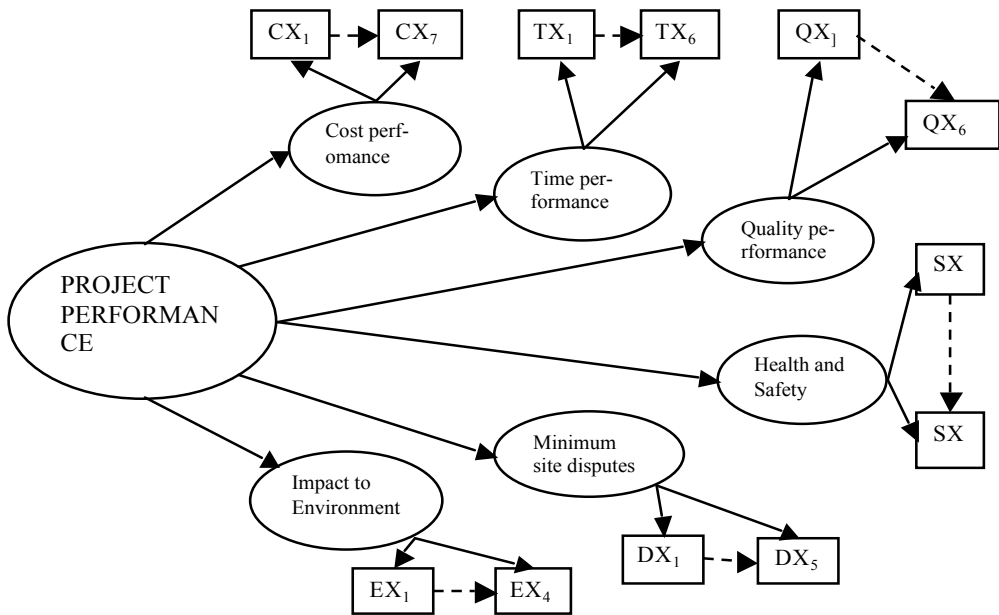 CX₁
CX₇
TX₁
TX₆
QX]
QX₆
Cost perf-
omance
Time per-
formance
Quality pe-
rformance
SX
PROJECT
PERFORMAN
CE
Health and
Safety
SX
Minimum
site disputes
Impact to
Environment
DX₁
DX₅
EX₁
EX₄